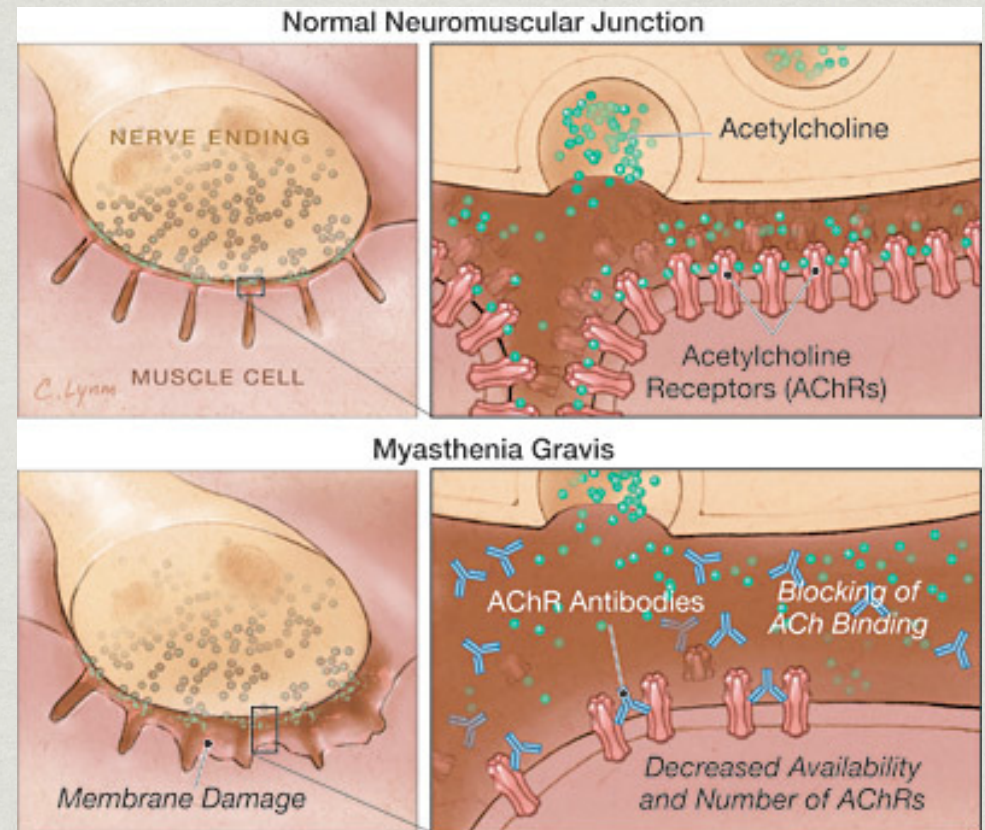 Normal Neuromuscular Junction
NERVE ENDING
MUSCLE CELL
C. Lynm
Acetylcholine
Acetylcholine
Receptors (AChRs)
Myasthenia Gravis
Membrane Damage
AChR Antibodies
Blocking of
ACh Binding
Decreased Availability
and Number of AChRs